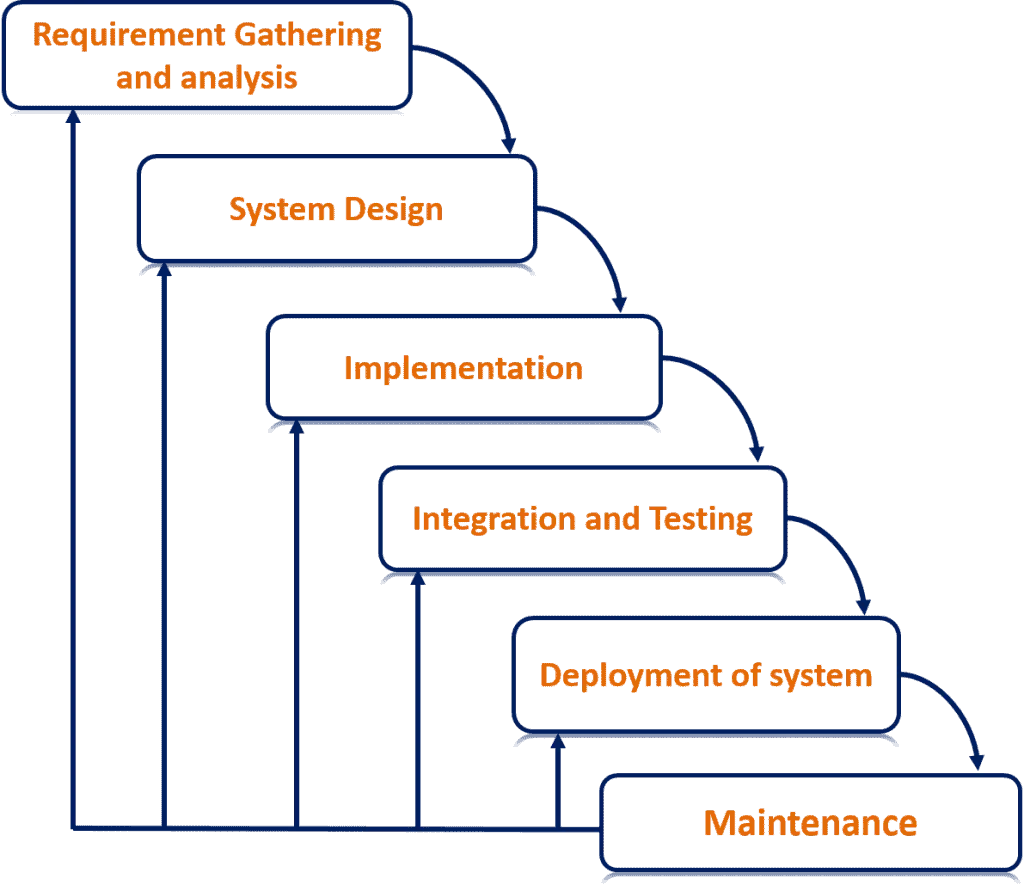 Requirement Gathering
and analysis
System Design
Implementation
Integration and Testing
Deployment of system
Maintenance